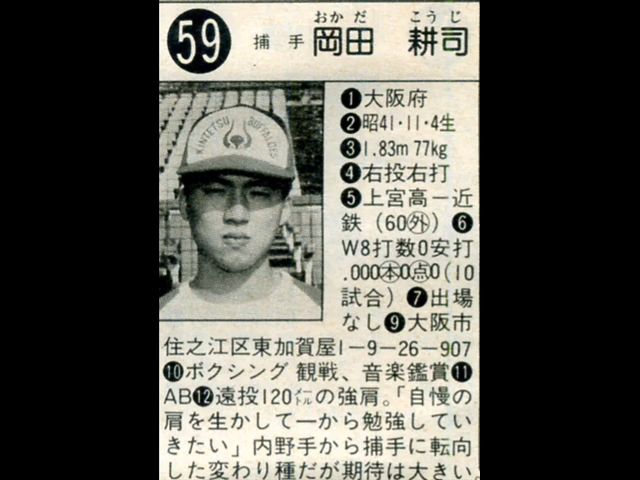 59 捕手 岡田 耕司
おかだ こうじ
KINTETSU BUFFALOES
❶大阪府
❷昭41・11・4生
❸1.83m 77kg
❹右投右打
❺上宮高ー近
鉄(60㊕外) ❻
W8打数0安打
.000本0点0(10
試合) ❼出場
なし❾大阪市
住之江区東加賀屋1-9-26-907
❿ボクシング 観戦、音楽鑑賞⓫
AB⓬遠投120㍍の強肩。「自慢の
肩を生かして一から勉強してい
きたい」内野手から捕手に転向
した変わり種だが期待は大きい